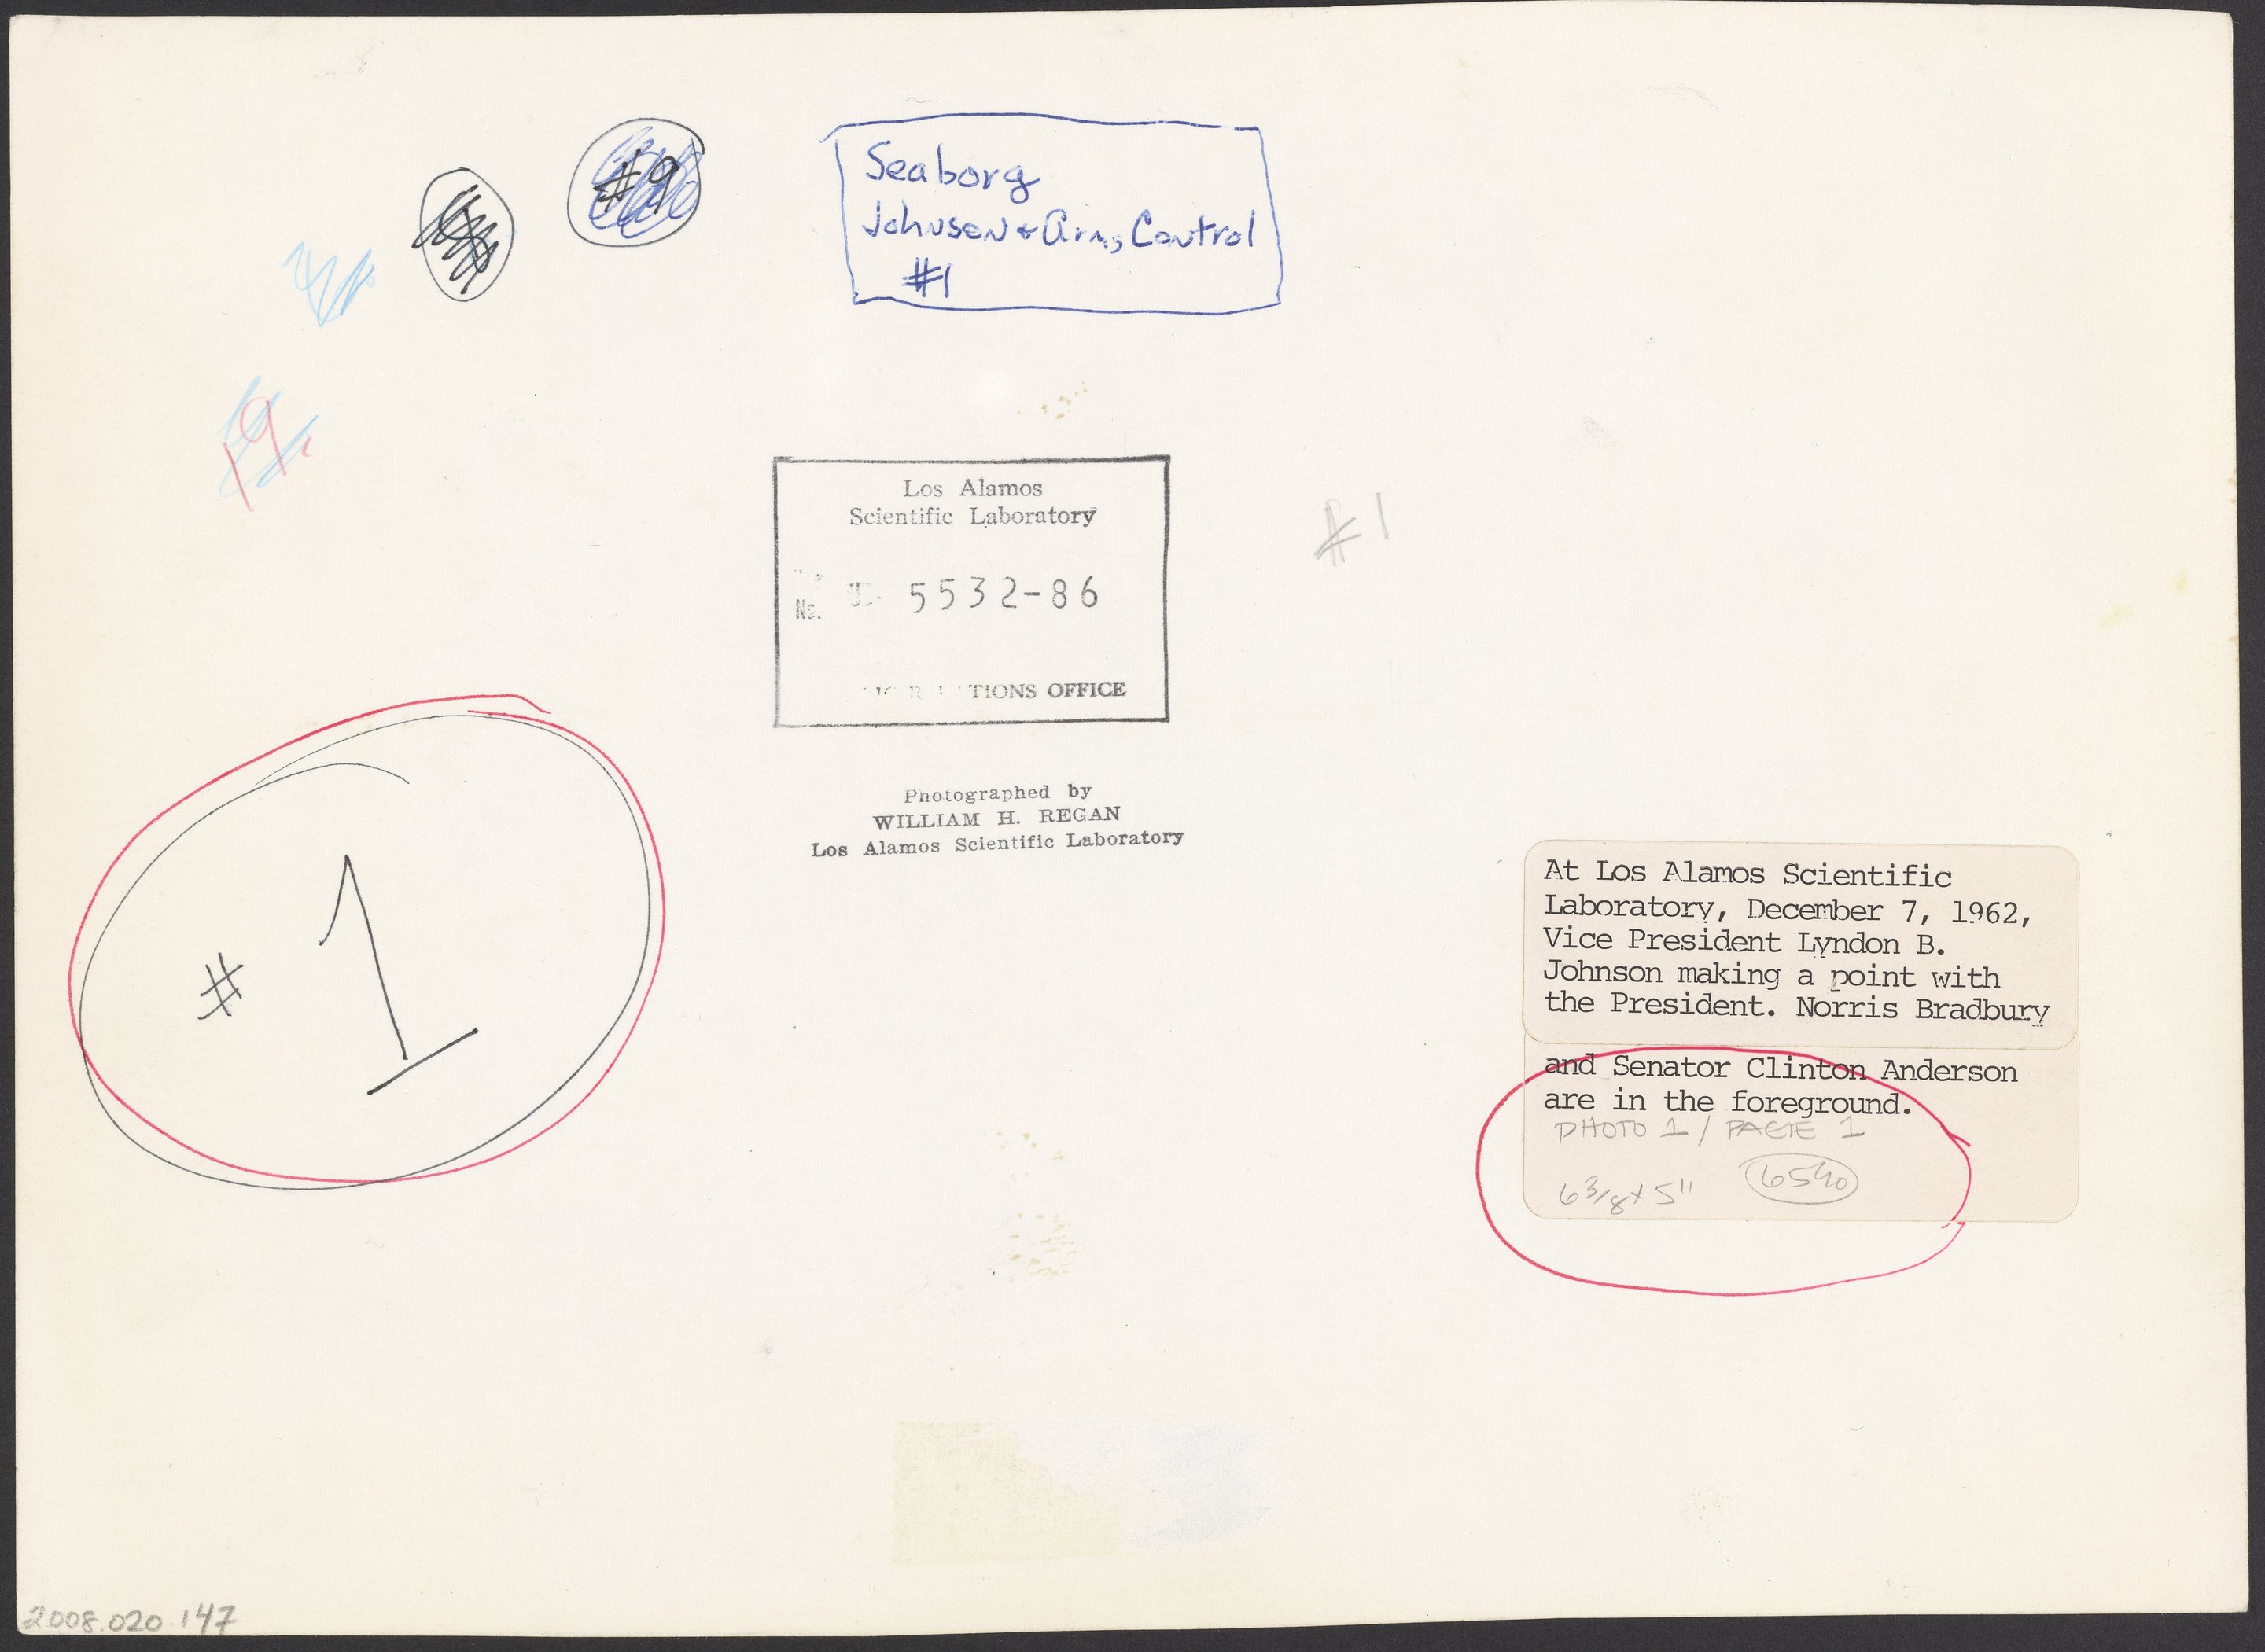 #9
Seaborg
Johnson + Arms Control
#1
19
Los Alamos
Scientific Laboratory
No. 5532-86
TIONS OFFICE
#1
Photographed by
WILLIAM H. REGAN
Los Alamos Scientific Laboratory
# 1
At Los Alamos Scientific
Laboratory, December 7, 1962,
Vice President Lyndon B.
Johnson making a point with
the President. Norris Bradbury
and Senator Clinton Anderson
are in the foreground.
PHOTO 1 / PAGE 1
6 3/8 x 5" 65%
2008.020.147